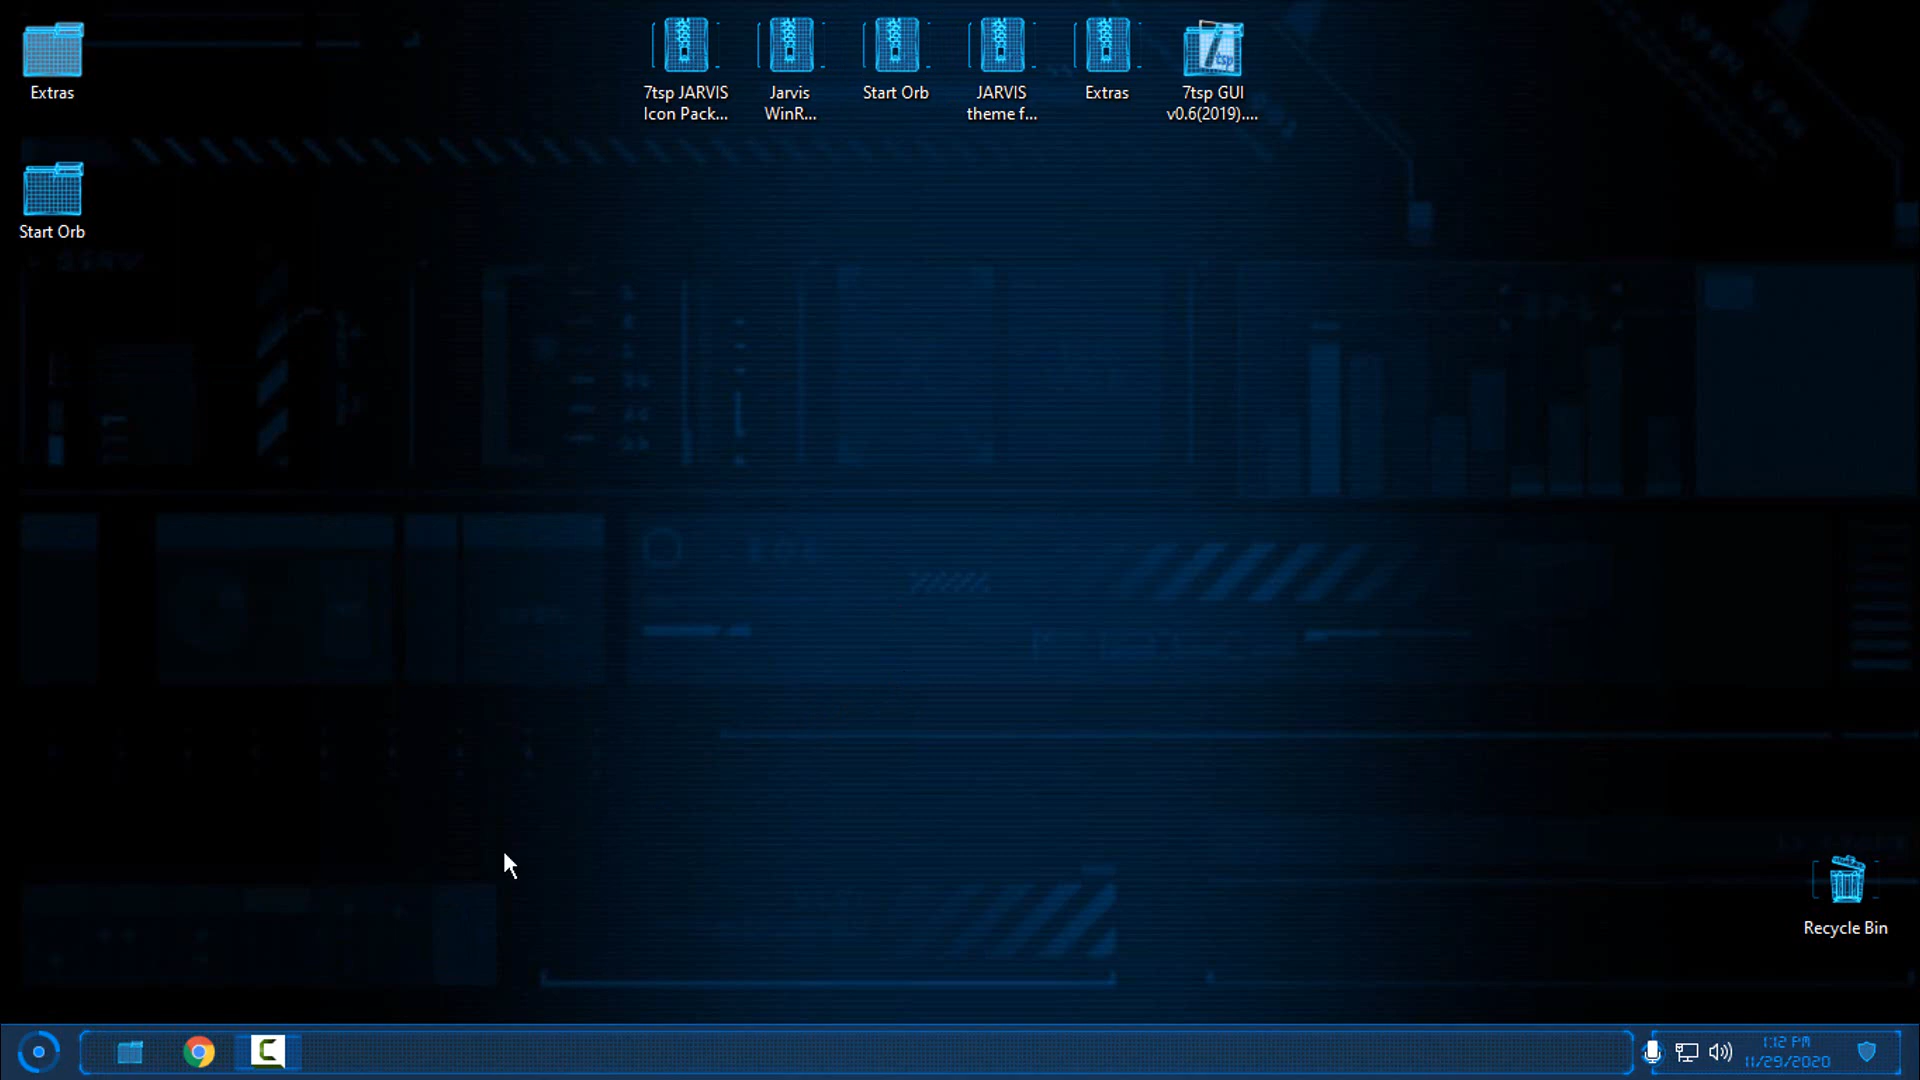 Extras
Start Orb
7tsp JARVIS
Icon Pack...
Jarvis
WinR...
Start Orb
JARVIS
theme f...
Extras
7tsp GUI
v0.6(2019)....
Recycle Bin
1:12 PM
11/29/2020